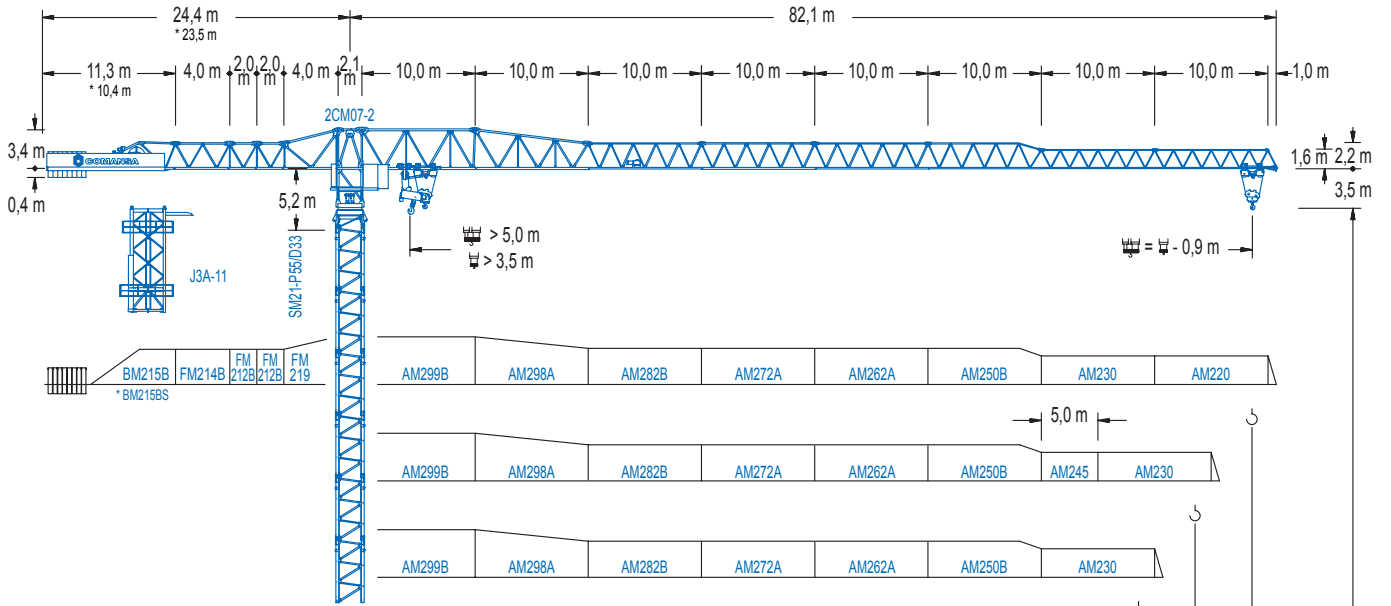 24,4 m
* 23,5 m
82,1 m
11,3 m
* 10,4 m
4,0 m
2,0 m
2,0 m
4,0 m
2,1 m
10,0 m
10,0 m
10,0 m
10,0 m
10,0 m
10,0 m
10,0 m
10,0 m
1,0 m
2CM07-2
3,4 m
COMANSA
0,4 m
5,2 m
1,6 m
2,2 m
3,5 m
> 5,0 m
> 3,5 m
= - 0,9 m
J3A-11
SM21-P55/D33
BM215B
* BM215BS
FM214B
FM
212B
FM
212B
FM
219
AM299B
AM298A
AM282B
AM272A
AM262A
AM250B
AM230
AM220
5,0 m
AM299B
AM298A
AM282B
AM272A
AM262A
AM250B
AM245
AM230
AM299B
AM298A
AM282B
AM272A
AM262A
AM250B
AM230